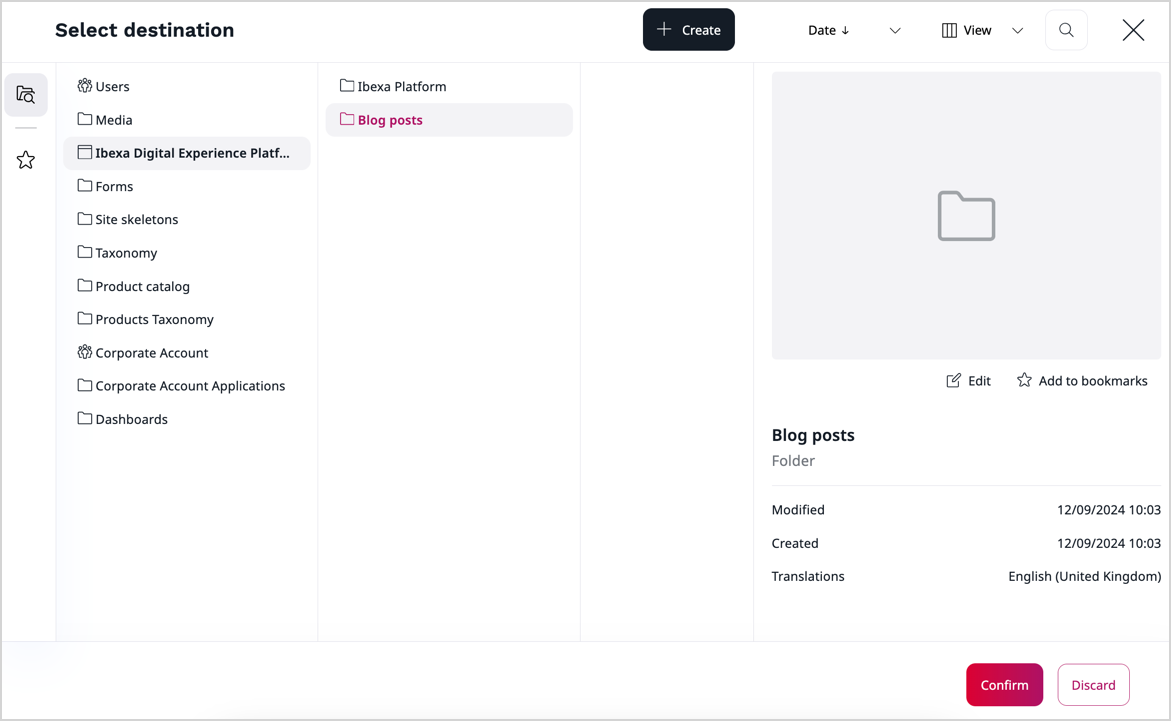 Select destination
Create
Date ↓
View
Users
Media
Ibexa Digital Experience Platf...
Forms
Site skeletons
Taxonomy
Product catalog
Products Taxonomy
Corporate Account
Corporate Account Applications
Dashboards
Ibexa Platform
Blog posts
Edit
Add to bookmarks
Blog posts
Folder
Modified 12/09/2024 10:03
Created 12/09/2024 10:03
Translations English (United Kingdom)
Confirm
Discard